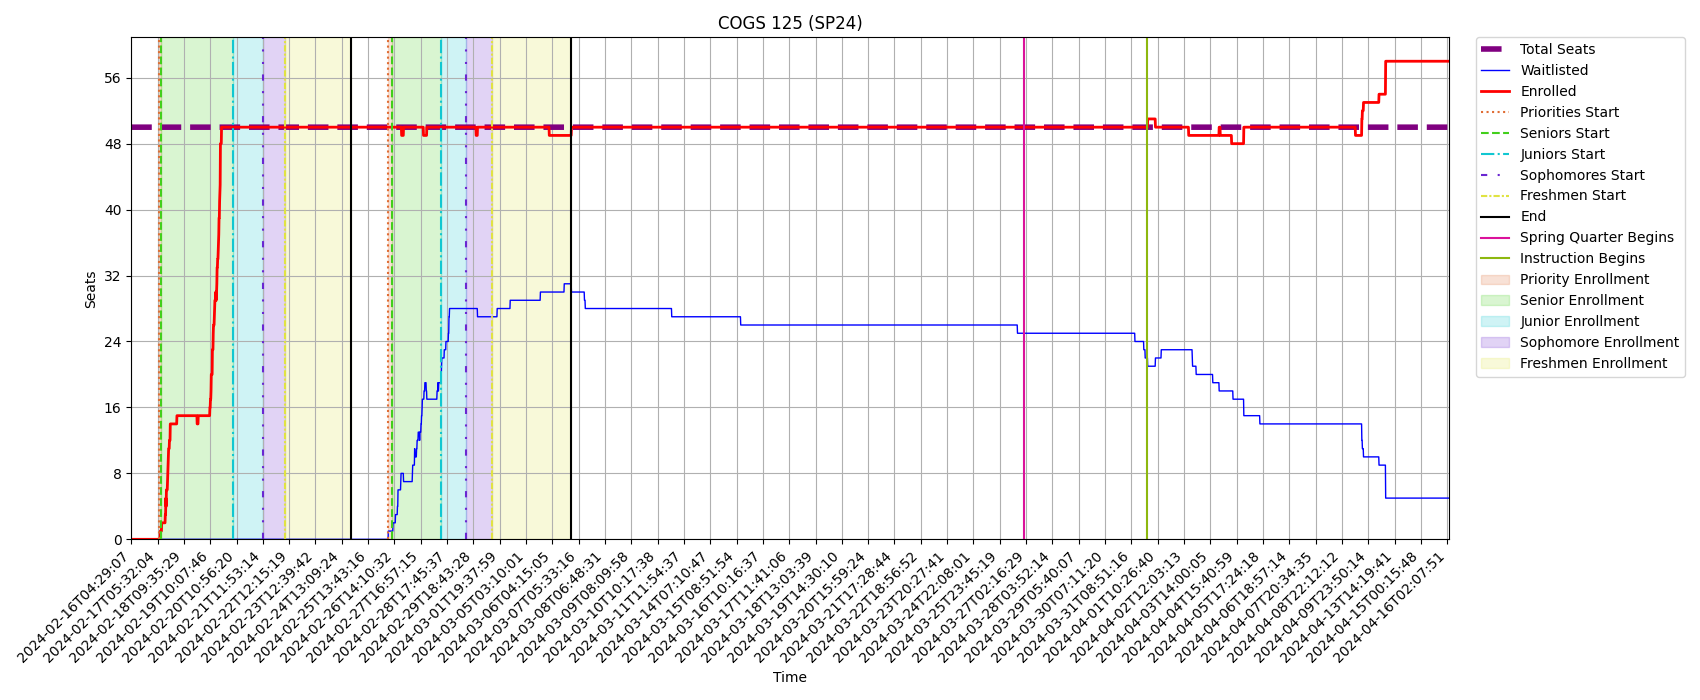 COGS 125 (SP24)
Seats
56
48
40
32
24
16
8
0
2024-02-16T04:29:07
2024-02-17T05:32:04
2024-02-18T09:35:29
2024-02-19T10:07:46
2024-02-20T10:56:20
2024-02-21T11:53:14
2024-02-22T12:15:19
2024-02-23T12:39:42
2024-02-24T13:09:24
2024-02-25T13:43:16
2024-02-26T14:10:32
2024-02-27T16:57:15
2024-02-28T17:45:37
2024-02-29T18:43:28
2024-03-01T19:37:59
2024-03-05T03:10:01
2024-03-06T04:15:05
2024-03-07T05:33:16
2024-03-08T06:48:31
2024-03-09T08:09:58
2024-03-10T10:17:38
2024-03-11T11:54:37
2024-03-14T07:10:47
2024-03-15T08:51:54
2024-03-16T10:16:37
2024-03-17T11:41:06
2024-03-18T13:03:39
2024-03-19T14:30:10
2024-03-20T15:59:24
2024-03-21T17:28:44
2024-03-22T18:56:52
2024-03-23T20:27:41
2024-03-24T22:08:01
2024-03-25T23:45:19
2024-03-27T02:16:29
2024-03-28T03:52:14
2024-03-29T05:40:07
2024-03-30T07:11:20
2024-03-31T08:51:16
2024-04-01T10:26:40
2024-04-02T12:03:13
2024-04-03T14:00:05
2024-04-04T15:40:59
2024-04-05T17:24:18
2024-04-06T18:57:14
2024-04-07T20:34:35
2024-04-08T22:12:12
2024-04-09T23:50:14
2024-04-13T14:19:41
2024-04-15T00:15:48
2024-04-16T02:07:51
Time
Total Seats
Waitlisted
Enrolled
Priorities Start
Seniors Start
Juniors Start
Sophomores Start
Freshmen Start
End
Spring Quarter Begins
Instruction Begins
Priority Enrollment
Senior Enrollment
Junior Enrollment
Sophomore Enrollment
Freshmen Enrollment